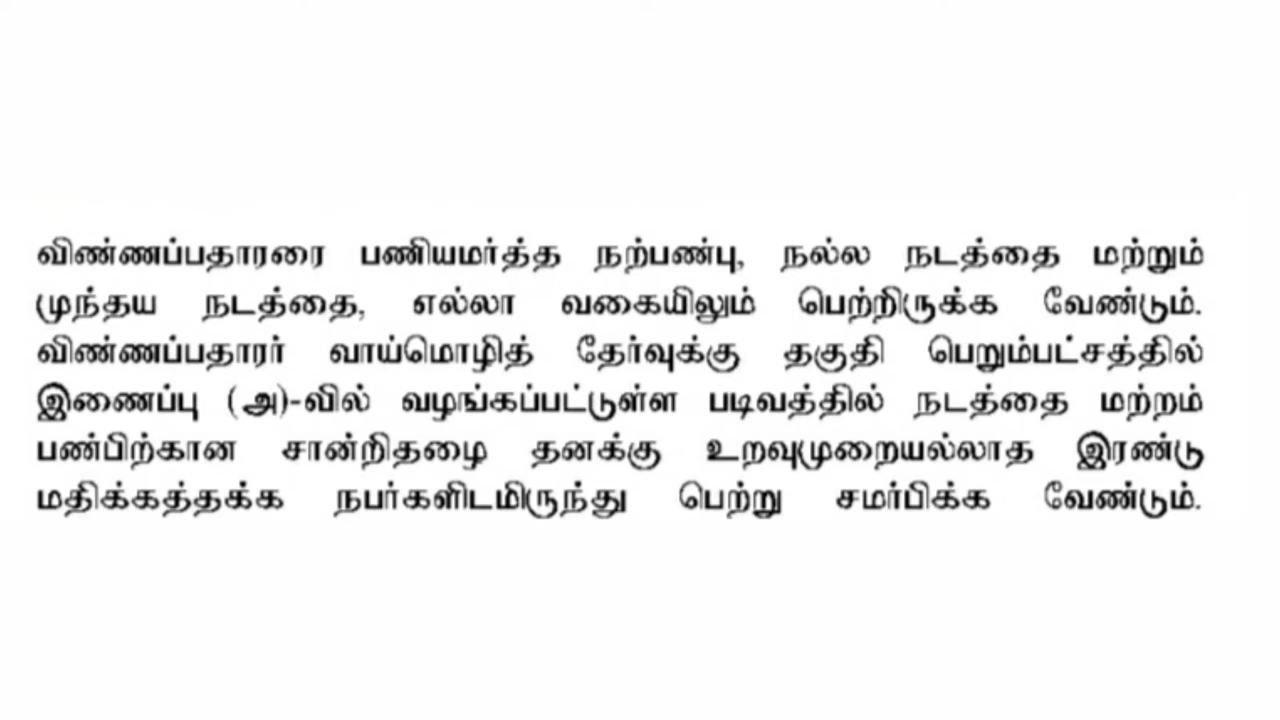 விண்ணப்பதாரரை பணியமர்த்த நற்பண்பு, நல்ல நடத்தை மற்றும்
முந்தய நடத்தை, எல்லா வகையிலும் பெற்றிருக்க வேண்டும்.
விண்ணப்பதாரர் வாய்மொழித் தேர்வுக்கு தகுதி பெறும்பட்சத்தில்
இணைப்பு (அ)-வில் வழங்கப்பட்டுள்ள படிவத்தில் நடத்தை மற்றம்
பண்பிற்கான சான்றிதழை தனக்கு உறவுமுறையல்லாத இரண்டு
மதிக்கத்தக்க நபர்களிடமிருந்து பெற்று சமர்பிக்க வேண்டும்.